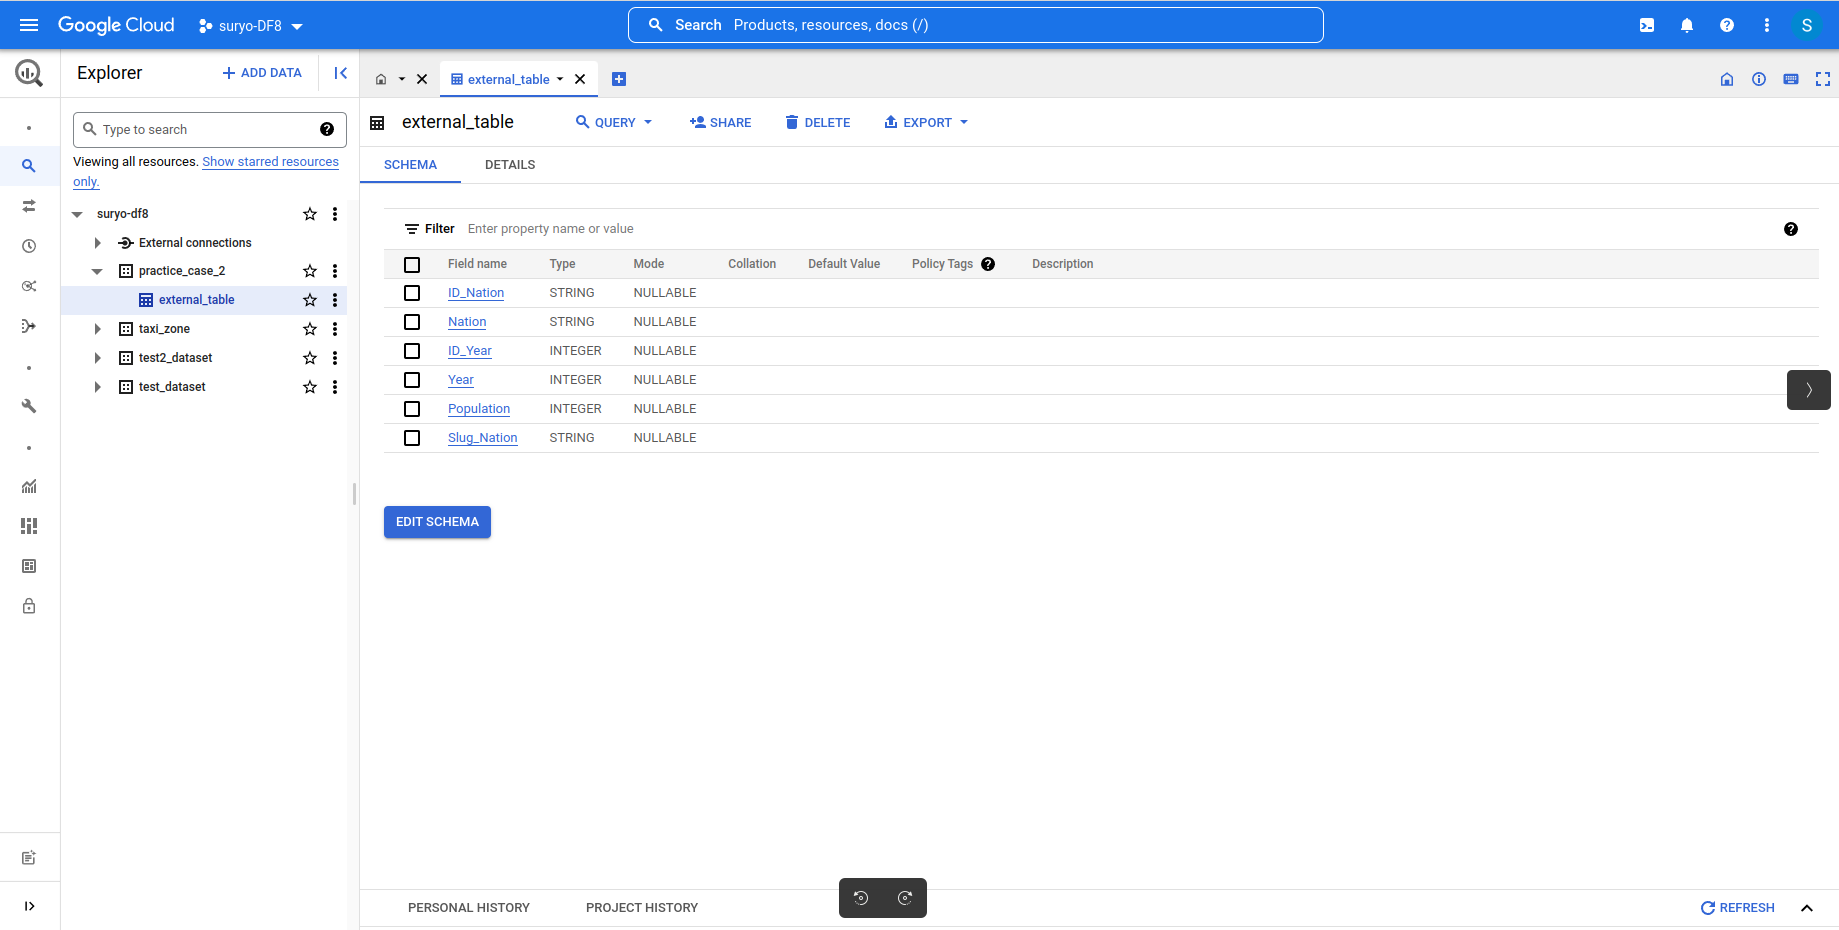 Google Cloud suryo-DF8 Search Products, resources, docs (/) S
Explorer ADD DATA
external_table
Type to search
Viewing all resources. Show starred resources
only.
suryo-df8
External connections
practice_case_2
external_table
taxi_zone
test2_dataset
test_dataset
external_table QUERY SHARE DELETE EXPORT
SCHEMA DETAILS
Filter Enter property name or value
Field name Type Mode Collation Default Value Policy Tags Description
ID_Nation STRING NULLABLE
Nation STRING NULLABLE
ID_Year INTEGER NULLABLE
Year INTEGER NULLABLE
Population INTEGER NULLABLE
Slug_Nation STRING NULLABLE
EDIT SCHEMA
PERSONAL HISTORY PROJECT HISTORY REFRESH